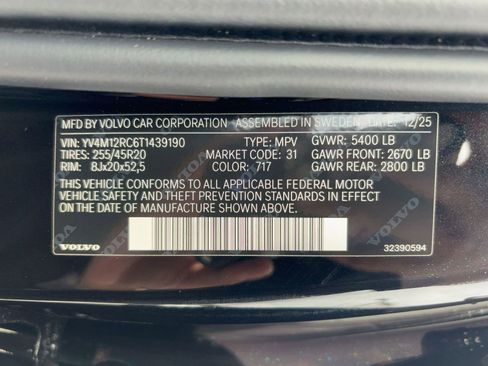 MFD BY VOLVO CAR CORPORATION ASSEMBLED IN SWEDEN DATE: 12/25
VIN: YV4M12RC6T1439190 TYPE: MPV GVWR: 5400 LB
TIRES: 255/45R20 MARKET CODE: 31 GAWR FRONT: 2670 LB
RIM: 8Jx20x52,5 COLOR: 717 GAWR REAR: 2800 LB
THIS VEHICLE CONFORMS TO ALL APPLICABLE FEDERAL MOTOR
VEHICLE SAFETY AND THEFT PREVENTION STANDARDS IN EFFECT
ON THE DATE OF MANUFACTURE SHOWN ABOVE.
VOLVO 32390594